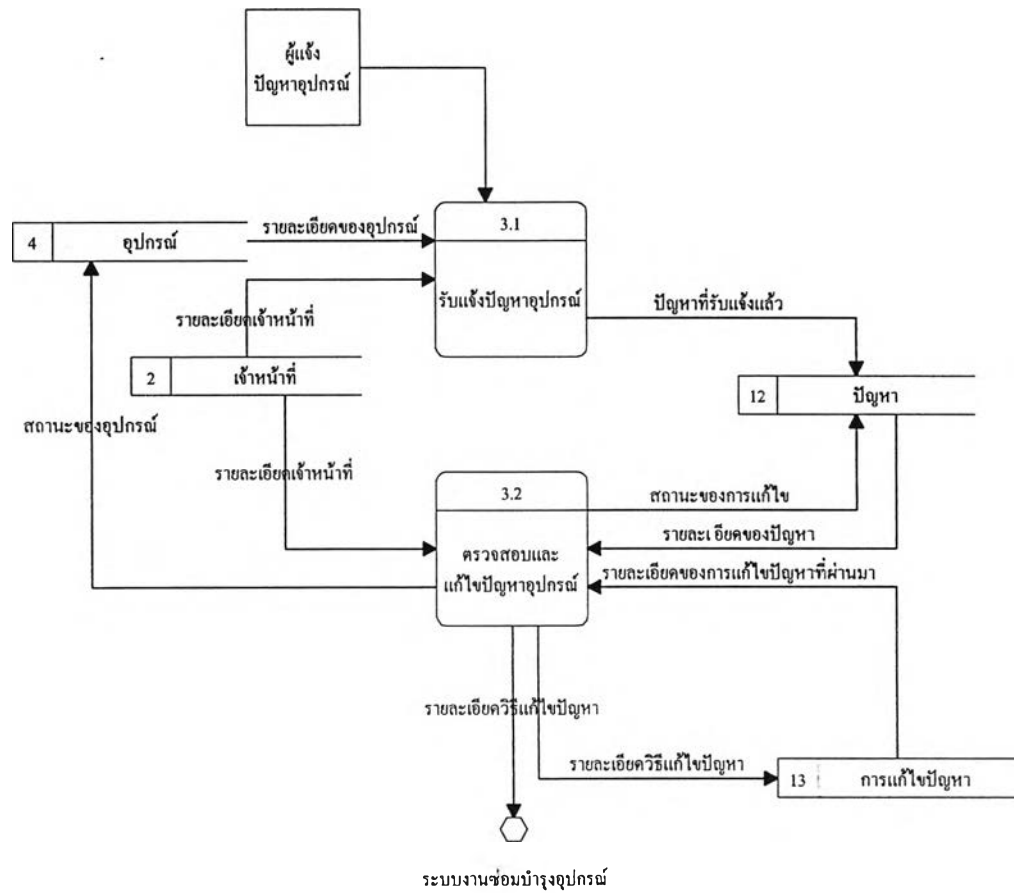 ผู้แจ้ง
ปัญหาอุปกรณ์
3.1
รายละเอียดของอุปกรณ์
4 อุปกรณ์
รับแจ้งปัญหาอุปกรณ์
ปัญหาที่รับแจ้งแล้ว
รายละเอียดเจ้าหน้าที่
2 เจ้าหน้าที่
12 ปัญหา
สถานะของอุปกรณ์
รายละเอียดเจ้าหน้าที่
3.2
สถานะของการแก้ไข
รายละเอียดของปัญหา
ตรวจสอบและ
แก้ไขปัญหาอุปกรณ์
รายละเอียดของการแก้ไขปัญหาที่ผ่านมา
รายละเอียดวิธีแก้ไขปัญหา
รายละเอียดวิธีแก้ไขปัญหา
13 การแก้ไขปัญหา
ระบบงานซ่อมบำรุงอุปกรณ์